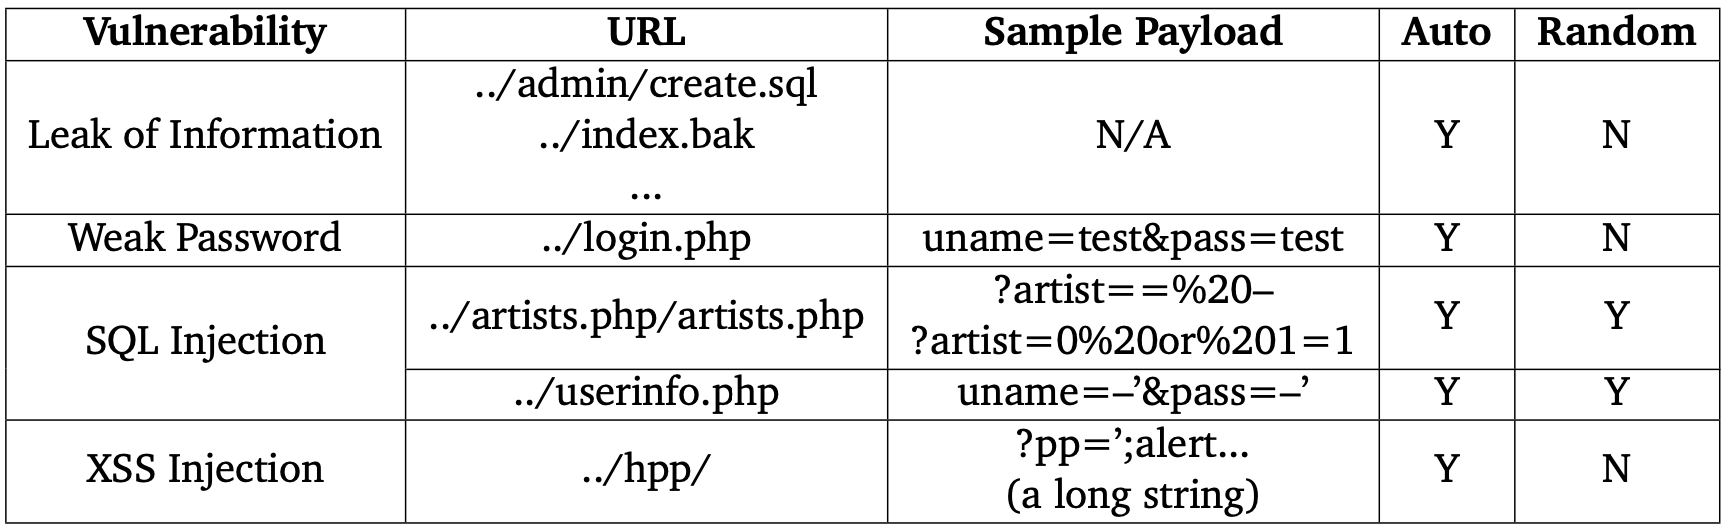 Vulnerability URL Sample Payload Auto Random
Leak of Information ../admin/create.sql
../index.bak
... N/A Y N
Weak Password ../login.php uname=test&pass=test Y N
SQL Injection ../artists.php/artists.php ?artist==%20–
?artist=0%20or%201=1 Y Y
../userinfo.php uname=–’&pass=–’ Y Y
XSS Injection ../hpp/ ?pp=’;alert...
(a long string) Y N